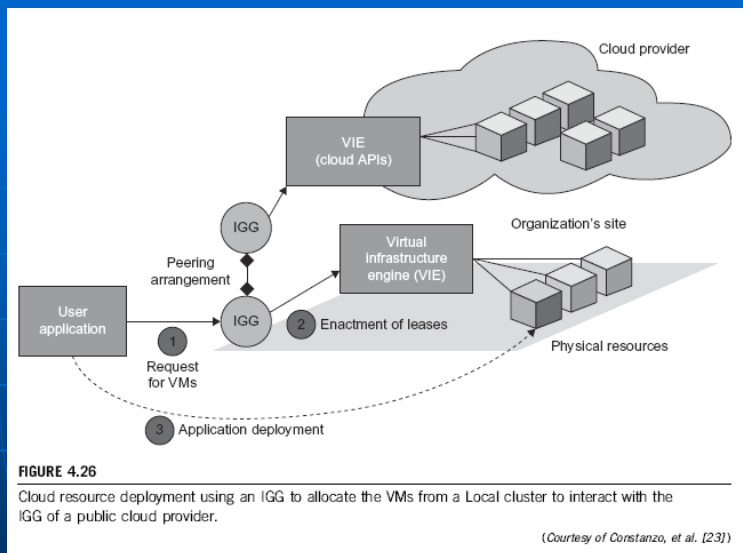 Cloud provider
VIE
(cloud APIs)
IGG
Organization's site
Virtual
infrastructure
engine (VIE)
Peering
arrangement
User
application
IGG
2 Enactment of leases
1
Request
for VMs
Physical resources
3 Application deployment
FIGURE 4.26
Cloud resource deployment using an IGG to allocate the VMs from a Local cluster to interact with the
IGG of a public cloud provider.
(Courtesy of Constanzo, et al. [23])